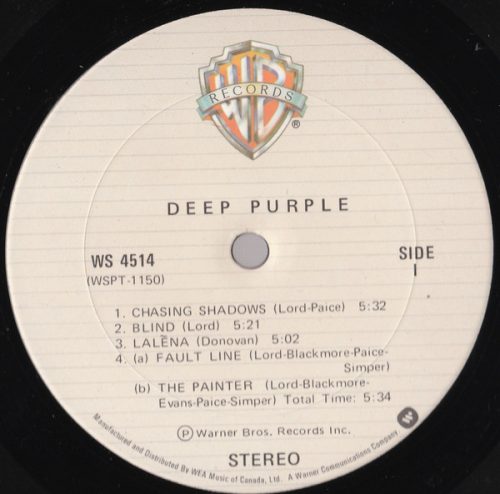 WB
RECORDS
®
DEEP PURPLE
WS 4514
(WSPT-1150)
SIDE
1
1. CHASING SHADOWS (Lord-Paice) 5:32
2. BLIND (Lord) 5:21
3. LALĒNA (Donovan) 5:02
4. (a) FAULT LINE (Lord-Blackmore-Paice-
Simper)
(b) THE PAINTER (Lord-Blackmore-
Evans-Paice-Simper) Total Time: 5:34
Ⓟ Warner Bros. Records Inc.
STEREO
Manufactured and Distributed By WEA Music of Canada, Ltd. A Warner Communications Company